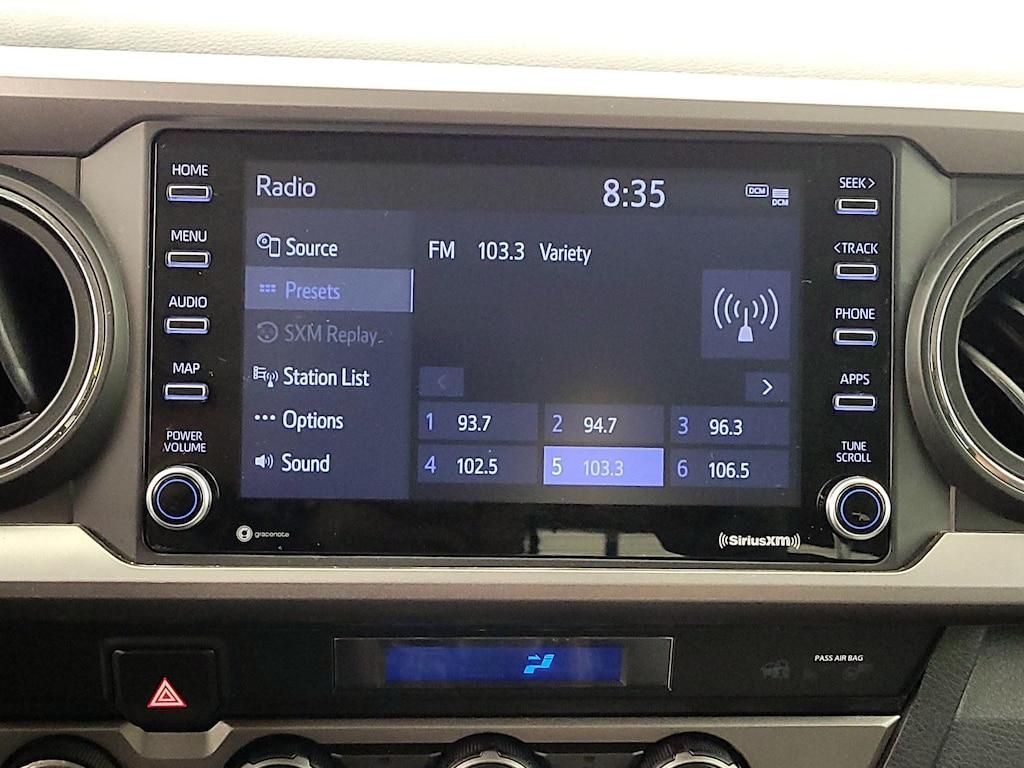 HOME
MENU
AUDIO
MAP
POWER
VOLUME
Radio
8:35
DCM
DCM
Source
Presets
SXM Replay
Station List
Options
Sound
FM 103.3 Variety
<
>
1 93.7 2 94.7 3 96.3
4 102.5 5 103.3 6 106.5
SEEK>
<TRACK
PHONE
APPS
TUNE
SCROLL
gracenote
((SiriusXM))
PASS AIR BAG